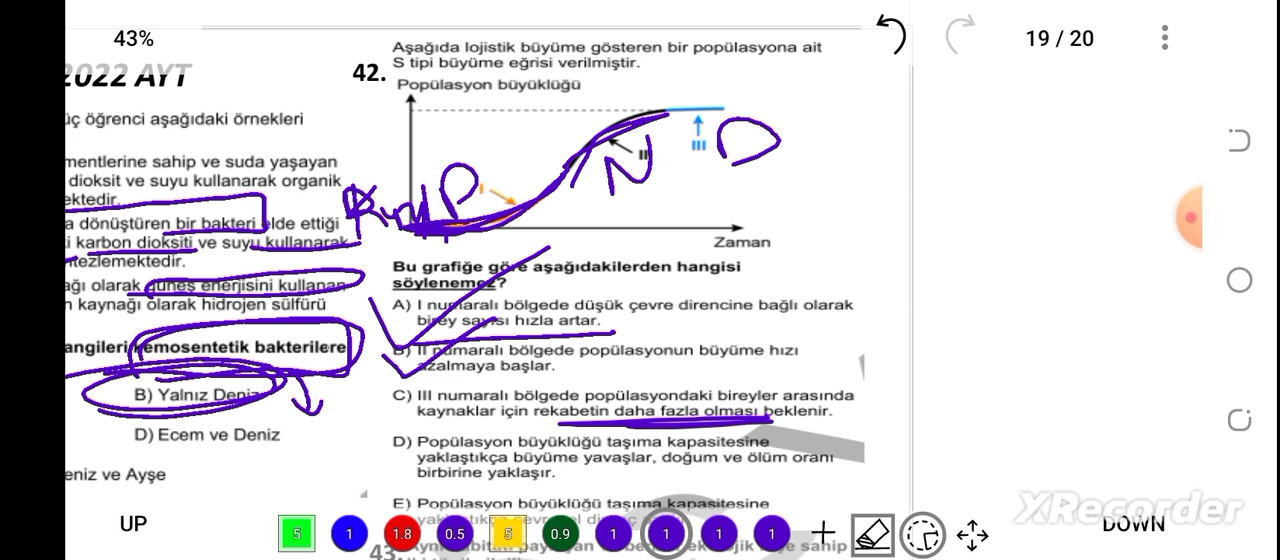 43%
19 / 20
2022 AYT
üç öğrenci aşağıdaki örnekleri
mentlerine sahip ve suda yaşayan
dioksit ve suyu kullanarak organik
ektedir.
a dönüştüren bir bakteri elde ettiği
i karbon dioksiti ve suyu kullanarak
ntezlemektedir.
ağı olarak güneş enerjisini kullanan
n kaynağı olarak hidrojen sülfürü
angileri kemosentetik bakterilere
B) Yalnız Deniz
D) Ecem ve Deniz
eniz ve Ayşe
UP
42.
Aşağıda lojistik büyüme gösteren bir popülasyona ait
S tipi büyüme eğrisi verilmiştir.
Popülasyon büyüklüğü
I
II
III
P
N
D
Zaman
Bu grafiğe göre aşağıdakilerden hangisi
söylenemez?
A) I numaralı bölgede düşük çevre direncine bağlı olarak
birey sayısı hızla artar.
B) II numaralı bölgede popülasyonun büyüme hızı
azalmaya başlar.
C) III numaralı bölgede popülasyondaki bireyler arasında
kaynaklar için rekabetin daha fazla olması beklenir.
D) Popülasyon büyüklüğü taşıma kapasitesine
yaklaştıkça büyüme yavaşlar, doğum ve ölüm oranı
birbirine yaklaşır.
E) Popülasyon büyüklüğü taşıma kapasitesine
43.
5 1 1.8 0.5 5 0.9 1 1 1 1
XRecorder
DOWN